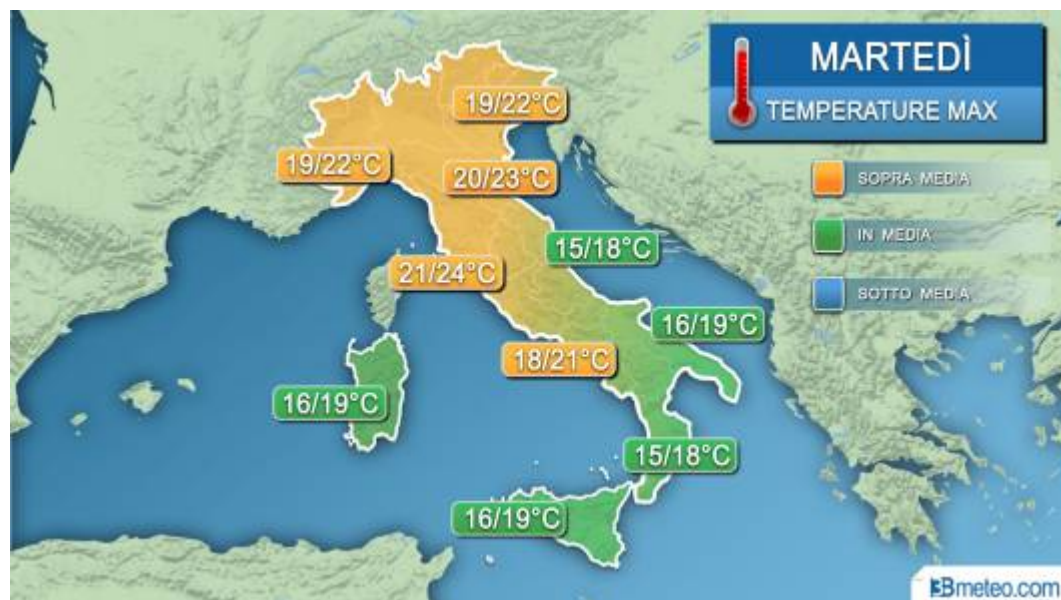 MARTEDÌ
TEMPERATURE MAX
SOPRA MEDIA
IN MEDIA
SOTTO MEDIA
19/22°C
19/22°C
20/23°C
15/18°C
21/24°C
16/19°C
18/21°C
16/19°C
15/18°C
16/19°C
3Bmeteo.com